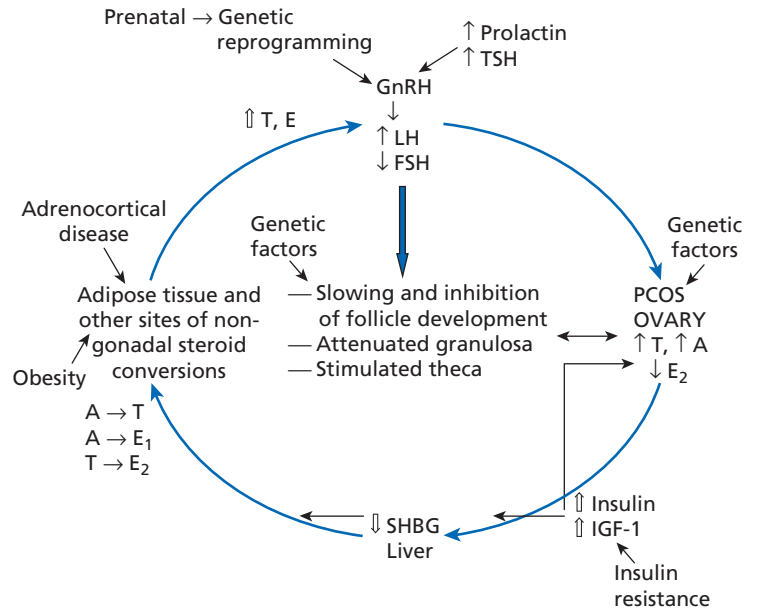 Prenatal → Genetic
reprogramming
↑ Prolactin
↑ TSH
GnRH
↓
↑ LH
↓ FSH
⇧ T, E
Adrenocortical
disease
Genetic
factors
Genetic
factors
Adipose tissue and
other sites of non-
gonadal steroid
conversions
— Slowing and inhibition
of follicle development
— Attenuated granulosa
— Stimulated theca
PCOS
OVARY
↑ T, ↑ A
↓ E₂
Obesity
A → T
A → E₁
T → E₂
⇩ SHBG
Liver
⇧ Insulin
⇧ IGF-1
Insulin
resistance